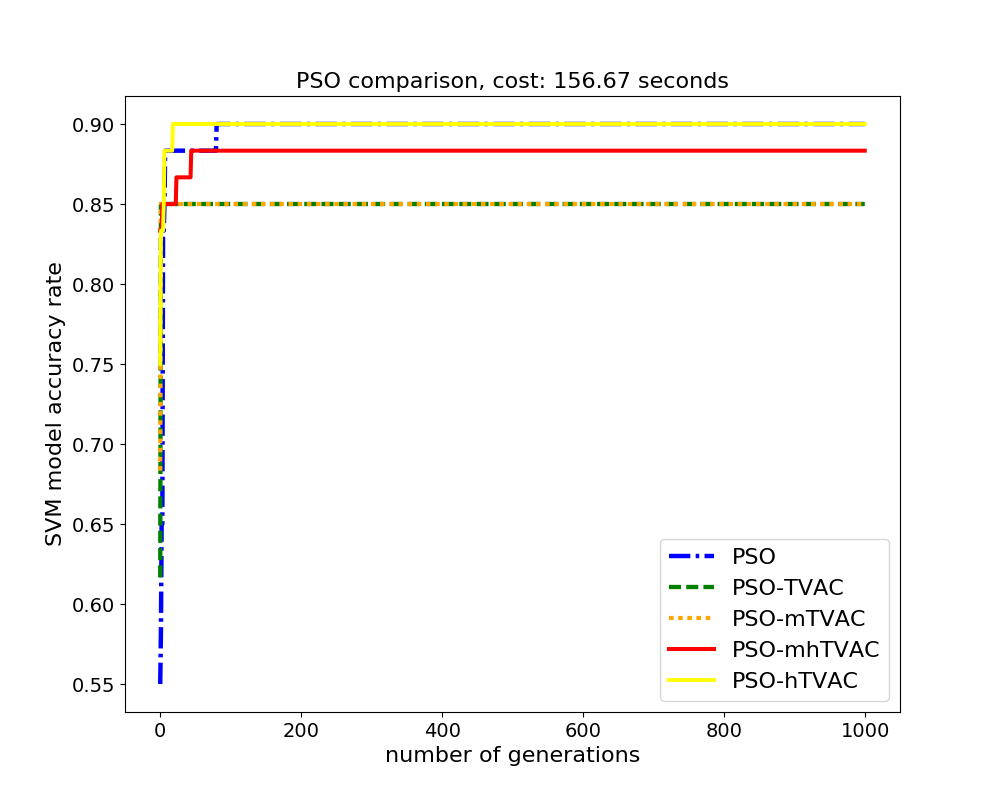 PSO comparison, cost: 156.67 seconds
0.90
0.85
0.80
0.75
0.70
0.65
0.60
0.55
SVM model accuracy rate
0 200 400 600 800 1000
number of generations
PSO
PSO-TVAC
PSO-mTVAC
PSO-mhTVAC
PSO-hTVAC